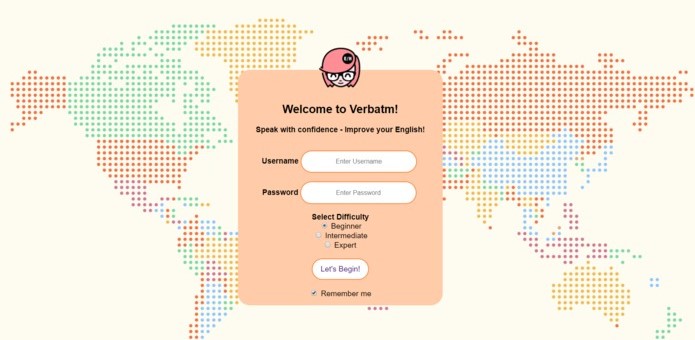 Welcome to Verbatm!
Speak with confidence - Improve your English!
Username Enter Username
Password Enter Password
Select Difficulty
Beginner
Intermediate
Expert
Let's Begin!
Remember me